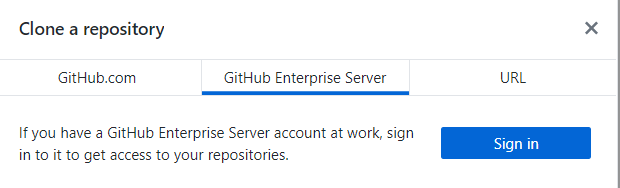 Clone a repository
GitHub.com
GitHub Enterprise Server
URL
If you have a GitHub Enterprise Server account at work, sign
in to it to get access to your repositories.
Sign in